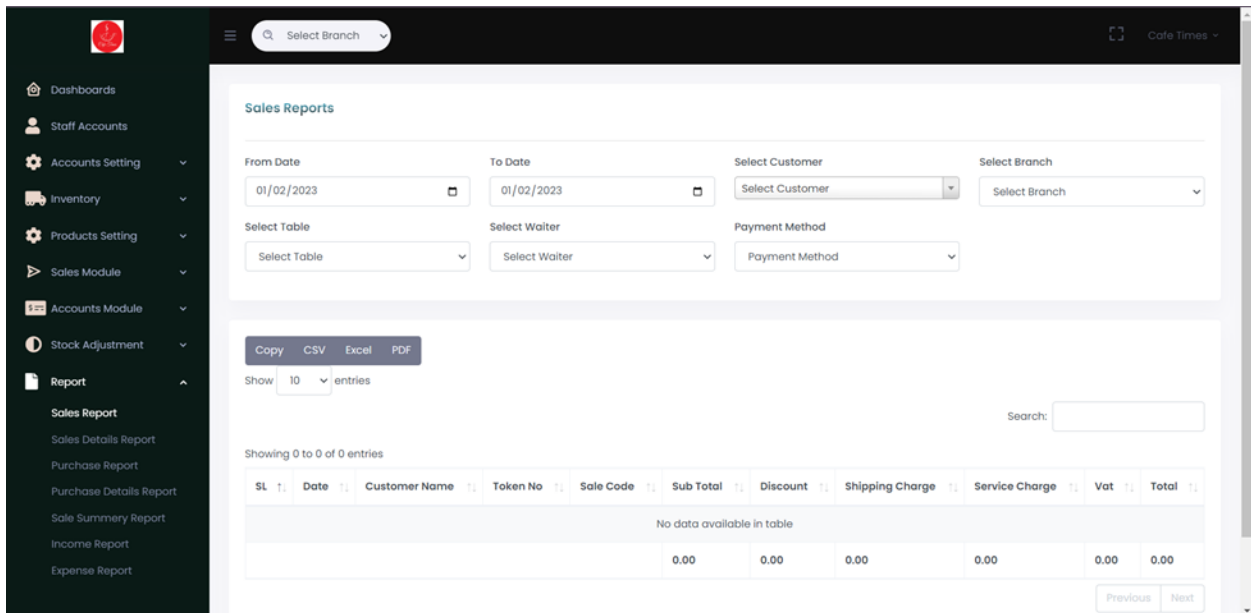 Select Branch
Cafe Times
Dashboards
Staff Accounts
Accounts Setting
Inventory
Products Setting
Sales Module
Accounts Module
Stock Adjustment
Report
Sales Report
Sales Details Report
Purchase Report
Purchase Details Report
Sale Summery Report
Income Report
Expense Report
Sales Reports
From Date To Date Select Customer Select Branch
01/02/2023 01/02/2023 Select Customer Select Branch
Select Table Select Waiter Payment Method
Select Table Select Waiter Payment Method
Copy CSV Excel PDF
Show 10 entries
Search:
Showing 0 to 0 of 0 entries
SL Date Customer Name Token No Sale Code Sub Total Discount Shipping Charge Service Charge Vat Total
No data available in table
0.00 0.00 0.00 0.00 0.00 0.00
Previous Next